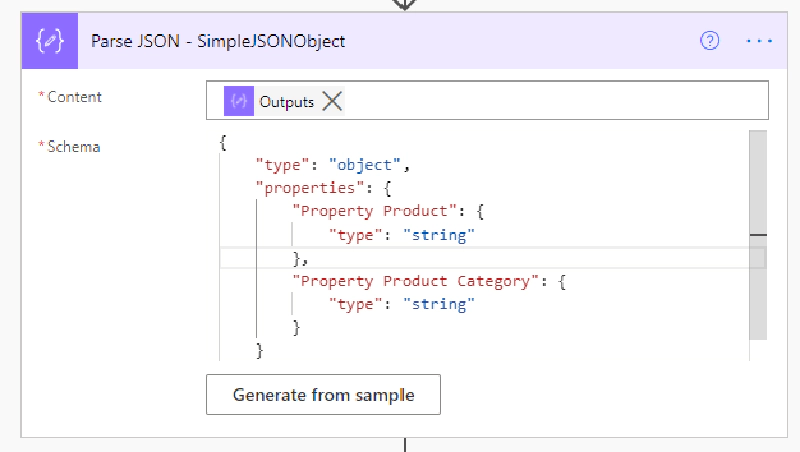 Parse JSON - SimpleJSONObject
*Content
Outputs
*Schema
{
"type": "object",
"properties": {
"Property Product": {
"type": "string"
},
"Property Product Category": {
"type": "string"
}
}
Generate from sample